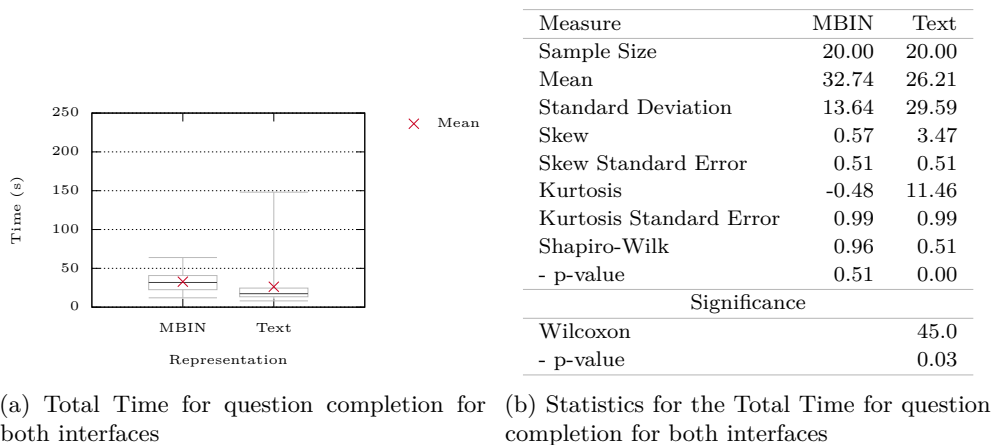 250
200
150
100
50
0
Time (s)
MBIN Text
Representation
Mean
(a) Total Time for question completion for
both interfaces
Measure MBIN Text
Sample Size 20.00 20.00
Mean 32.74 26.21
Standard Deviation 13.64 29.59
Skew 0.57 3.47
Skew Standard Error 0.51 0.51
Kurtosis -0.48 11.46
Kurtosis Standard Error 0.99 0.99
Shapiro-Wilk 0.96 0.51
- p-value 0.51 0.00
Significance
Wilcoxon 45.0
- p-value 0.03
(b) Statistics for the Total Time for question
completion for both interfaces